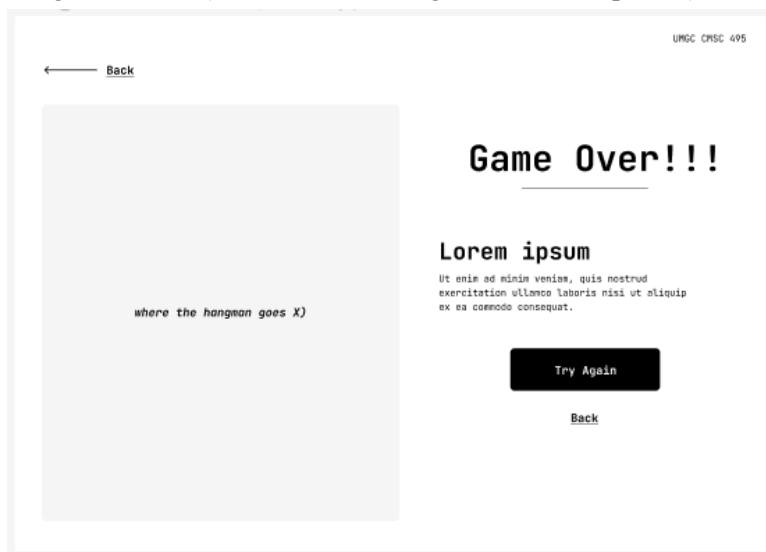 UMGC CMSC 495
Back
Game Over!!!
Lorem ipsum
Ut enim ad minim veniam, quis nostrud
exercitation ullamco laboris nisi ut aliquip
ex ea commodo consequat.
where the hangman goes X)
Try Again
Back